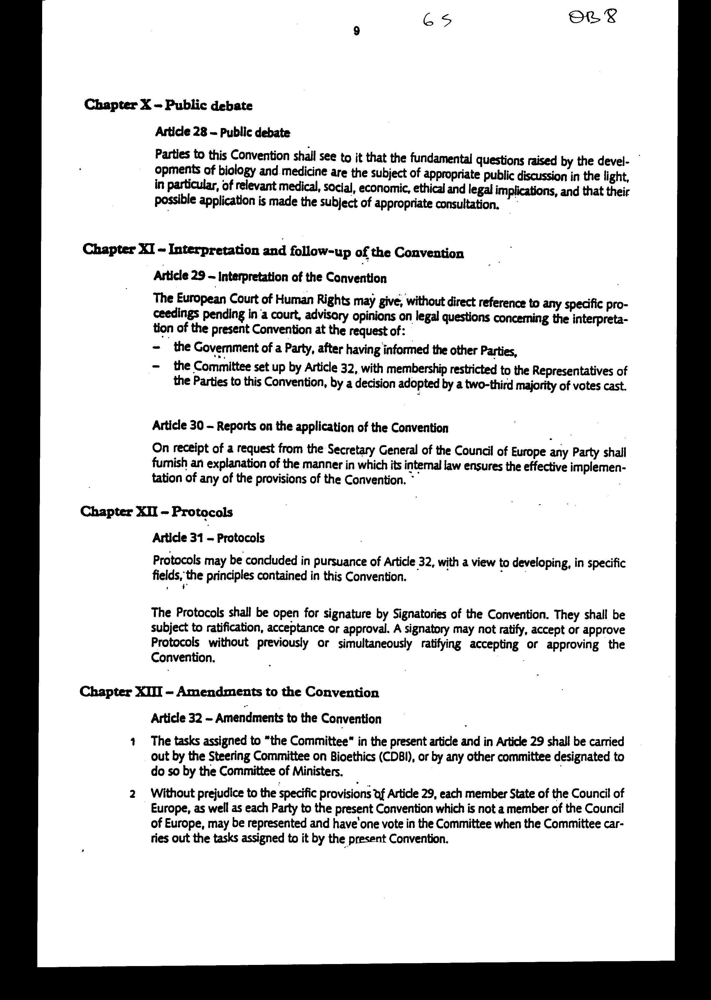 6 5
OB 8
9
Chapter X – Public debate
Article 28 – Public debate
Parties to this Convention shall see to it that the fundamental questions raised by the devel-
opments of biology and medicine are the subject of appropriate public discussion in the light,
in particular, of relevant medical, social, economic, ethical and legal implications, and that their
possible application is made the subject of appropriate consultation.
Chapter XI – Interpretation and follow-up of the Convention
Article 29 – Interpretation of the Convention
The European Court of Human Rights may give, without direct reference to any specific pro-
ceedings pending in a court, advisory opinions on legal questions concerning the interpreta-
tion of the present Convention at the request of:
– the Government of a Party, after having informed the other Parties,
– the Committee set up by Article 32, with membership restricted to the Representatives of
the Parties to this Convention, by a decision adopted by a two-third majority of votes cast.
Article 30 – Reports on the application of the Convention
On receipt of a request from the Secretary General of the Council of Europe any Party shall
furnish an explanation of the manner in which its internal law ensures the effective implemen-
tation of any of the provisions of the Convention.
Chapter XII – Protocols
Article 31 – Protocols
Protocols may be concluded in pursuance of Article 32, with a view to developing, in specific
fields, the principles contained in this Convention.
The Protocols shall be open for signature by Signatories of the Convention. They shall be
subject to ratification, acceptance or approval. A signatory may not ratify, accept or approve
Protocols without previously or simultaneously ratifying accepting or approving the
Convention.
Chapter XIII – Amendments to the Convention
Article 32 – Amendments to the Convention
1 The tasks assigned to "the Committee" in the present article and in Article 29 shall be carried
out by the Steering Committee on Bioethics (CDBI), or by any other committee designated to
do so by the Committee of Ministers.
2 Without prejudice to the specific provisions of Article 29, each member State of the Council of
Europe, as well as each Party to the present Convention which is not a member of the Council
of Europe, may be represented and have one vote in the Committee when the Committee car-
ries out the tasks assigned to it by the present Convention.